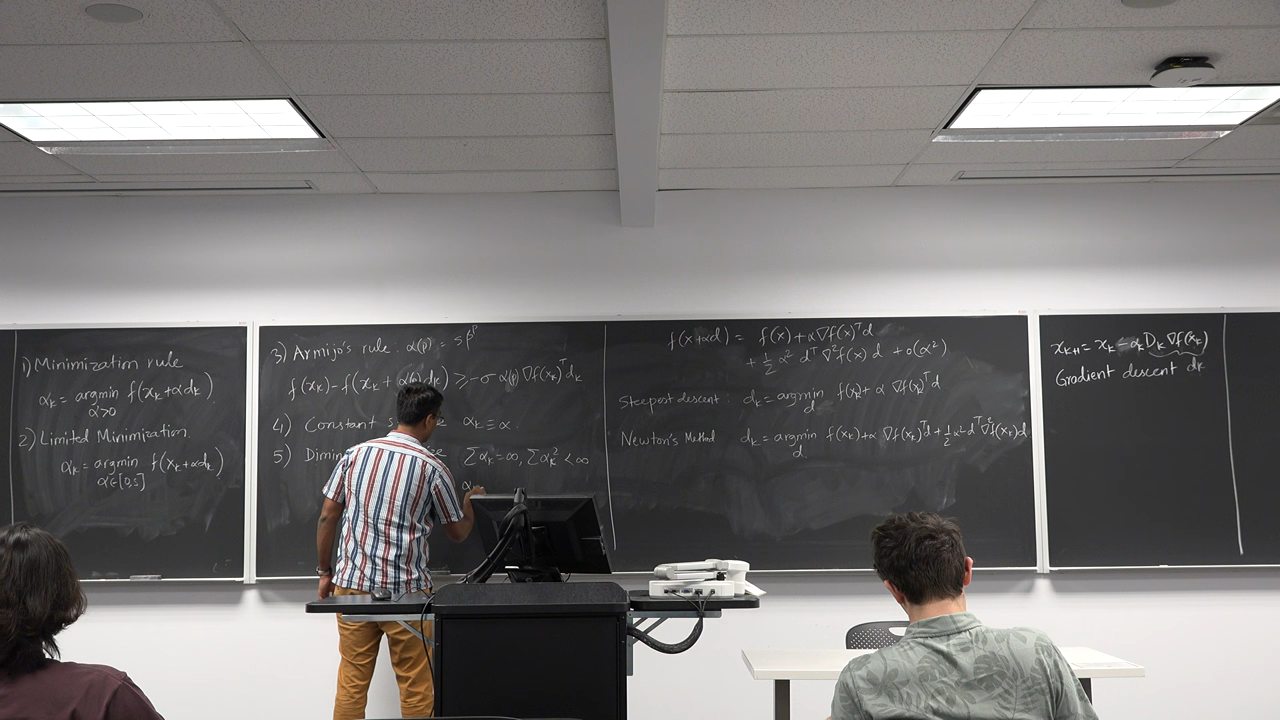 1) Minimization rule
αₖ = argmin f(xₖ+αdₖ)
α>0
2) Limited Minimization
αₖ = argmin f(xₖ+αdₖ)
α∈[0,s]
3) Armijo's rule. α(p) = sβᵖ
f(xₖ)-f(xₖ+α(p)dₖ) ≥ -σ α(p) ∇f(xₖ)ᵀdₖ
4) Constant αₖ ≡ α.
5) Σαₖ=∞, Σαₖ² < ∞
α
f(x+αd) = f(x)+α∇f(x)ᵀd
+ ½ α² dᵀ ∇²f(x) d + o(α²)
Steepest descent: dₖ = argmin f(x)+ α ∇f(x)ᵀd
d
Newton's Method dₖ = argmin f(xₖ)+α ∇f(xₖ)ᵀd + ½ α² dᵀ∇²f(xₖ)d
d
xₖ₊₁ = xₖ - αₖ Dₖ ∇f(xₖ)
Gradient descent dₖ